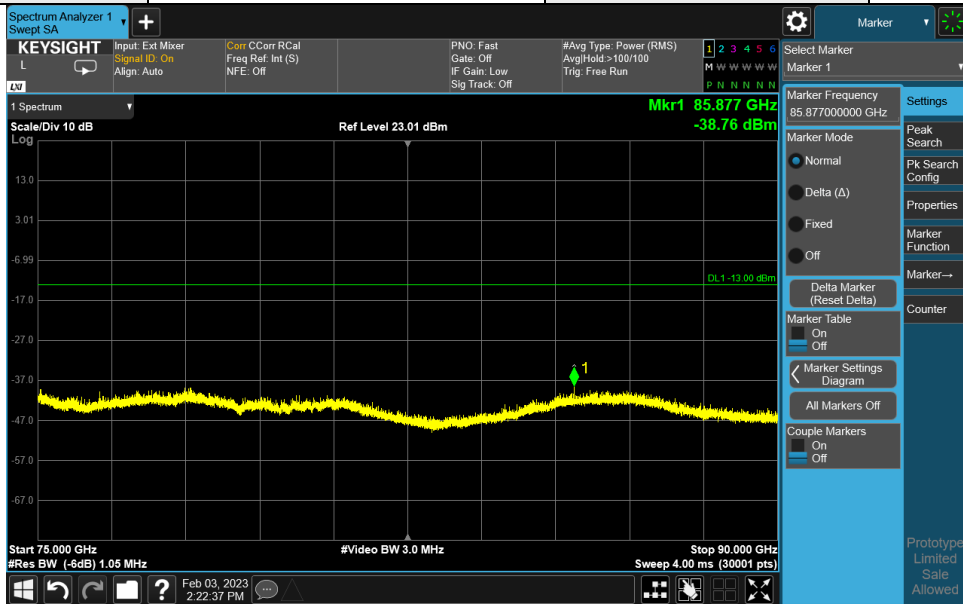 Spectrum Analyzer 1
Swept SA
+
Marker
KEYSIGHT
L
LXI
Input: Ext Mixer
Signal ID: On
Align: Auto
Corr CCorr RCal
Freq Ref: Int (S)
NFE: Off
PNO: Fast
Gate: Off
IF Gain: Low
Sig Track: Off
#Avg Type: Power (RMS)
Avg|Hold:>100/100
Trig: Free Run
1 2 3 4 5 6
M W W W W W
P N N N N N
Select Marker
Marker 1
1 Spectrum
Mkr1 85.877 GHz
-38.76 dBm
Scale/Div 10 dB
Ref Level 23.01 dBm
Log
13.0
3.01
-6.99
-17.0
-27.0
-37.0
-47.0
-57.0
-67.0
DL1 -13.00 dBm
1
Start 75.000 GHz
#Res BW (-6dB) 1.05 MHz
#Video BW 3.0 MHz
Stop 90.000 GHz
Sweep 4.00 ms (30001 pts)
Marker Frequency
85.877000000 GHz
Marker Mode
Normal
Delta (Δ)
Fixed
Off
Delta Marker
(Reset Delta)
Marker Table
On
Off
Marker Settings
Diagram
All Markers Off
Couple Markers
On
Off
Settings
Peak
Search
Pk Search
Config
Properties
Marker
Function
Marker→
Counter
Prototype
Limited
Sale
Allowed
?
Feb 03, 2023
2:22:37 PM